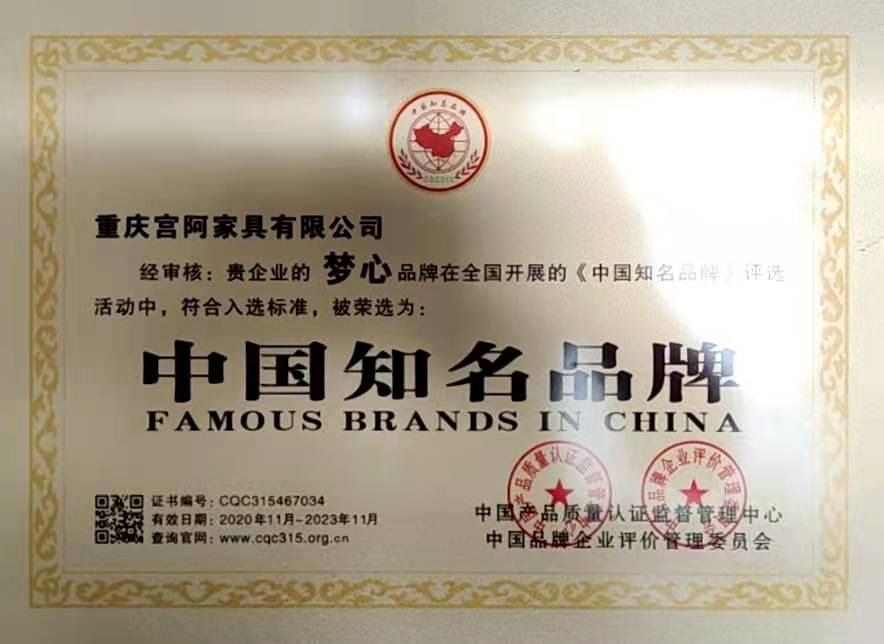 中国知名品牌
CQC315
重庆宫阿家具有限公司
经审核：贵企业的 梦心 品牌在全国开展的《中国知名品牌》评选
活动中，符合入选标准，被荣选为：
中国知名品牌
FAMOUS BRANDS IN CHINA
证书编号：CQC315467034
有效日期：2020年11月-2023年11月
查询官网：www.cqc315.org.cn
中国产品质量认证监督管理中心
中国品牌企业评价管理委员会